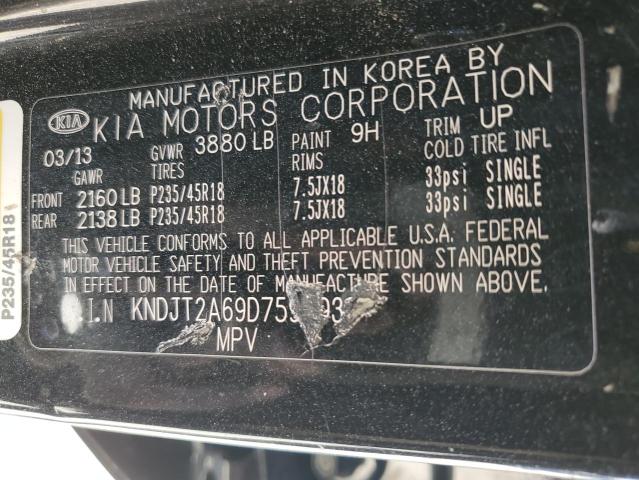 MANUFACTURED IN KOREA BY
KIA KIA MOTORS CORPORATION
03/13 GVWR 3880 LB PAINT 9H TRIM UP
GAWR TIRES RIMS COLD TIRE INFL
FRONT 2160 LB P235/45R18 7.5JX18 33psi SINGLE
REAR 2138 LB P235/45R18 7.5JX18 33psi SINGLE
THIS VEHICLE CONFORMS TO ALL APPLICABLE U.S.A. FEDERAL
MOTOR VEHICLE SAFETY AND THEFT PREVENTION STANDARDS
IN EFFECT ON THE DATE OF MANUFACTURE SHOWN ABOVE.
MPV
P235/45R18